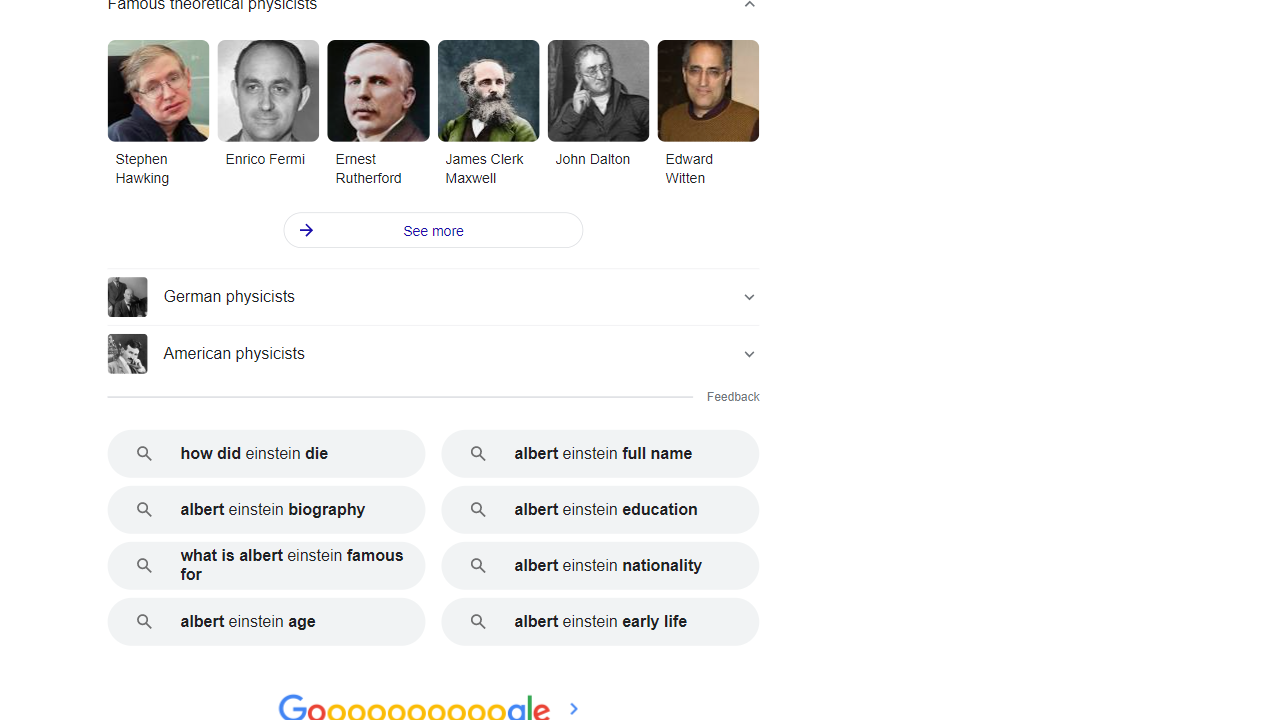 Famous theoretical physicists
Stephen Hawking
Enrico Fermi
Ernest Rutherford
James Clerk Maxwell
John Dalton
Edward Witten
See more
German physicists
American physicists
Feedback
how did einstein die
albert einstein full name
albert einstein biography
albert einstein education
what is albert einstein famous
for
albert einstein nationality
albert einstein age
albert einstein early life
Goooooooooogle